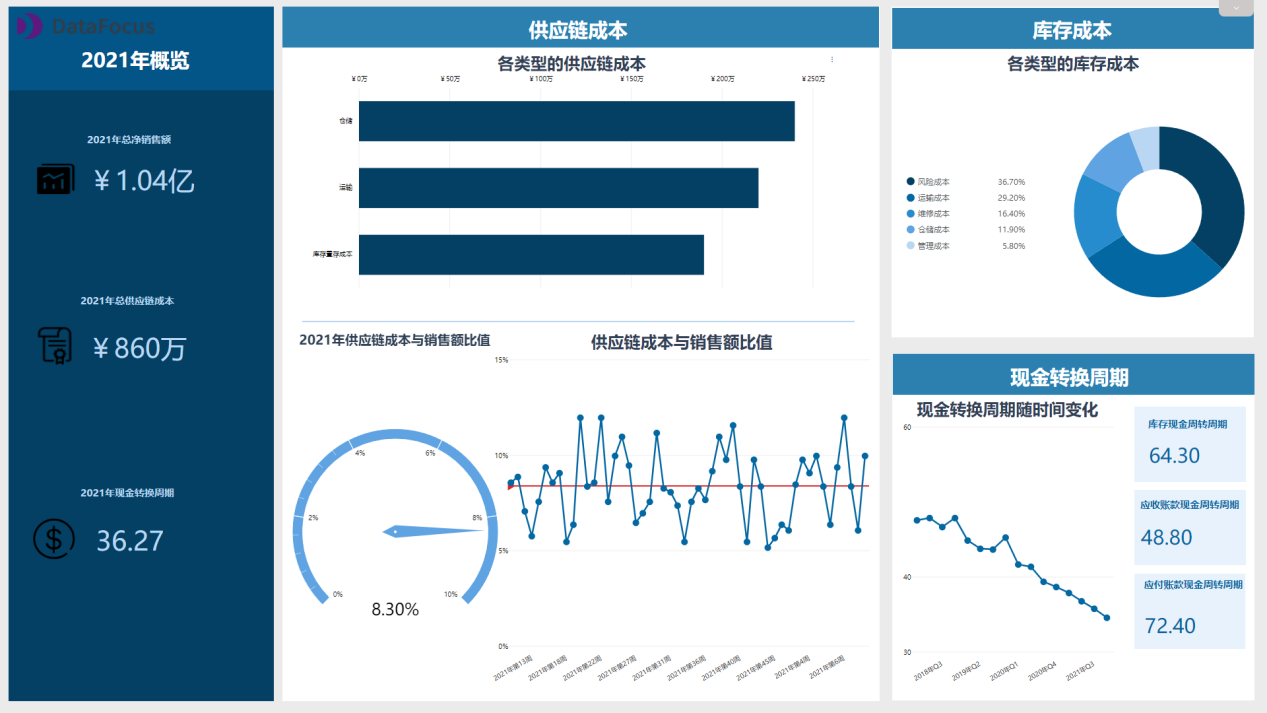 DataFocus
2021年概览
2021年总净销售额
￥1.04亿
2021年总供应链成本
￥860万
2021年现金转换周期
36.27
供应链成本
各类型的供应链成本
￥0万 ￥50万 ￥100万 ￥150万 ￥200万 ￥250万
仓储
运输
库存置存成本
2021年供应链成本与销售额比值
0%
2%
4%
6%
8%
10%
8.30%
供应链成本与销售额比值
15%
10%
5%
0%
2021年第13周 2021年第18周 2021年第22周 2021年第27周 2021年第31周 2021年第36周 2021年第40周 2021年第45周 2021年第4周 2021年第6周
库存成本
各类型的库存成本
风险成本 36.70%
运输成本 29.20%
维修成本 16.40%
仓储成本 11.90%
管理成本 5.80%
现金转换周期
现金转换周期随时间变化
60
40
30
2018年Q3 2019年Q2 2020年Q1 2020年Q4 2021年Q3
库存现金周转周期
64.30
应收账款现金周转周期
48.80
应付账款现金周转周期
72.40